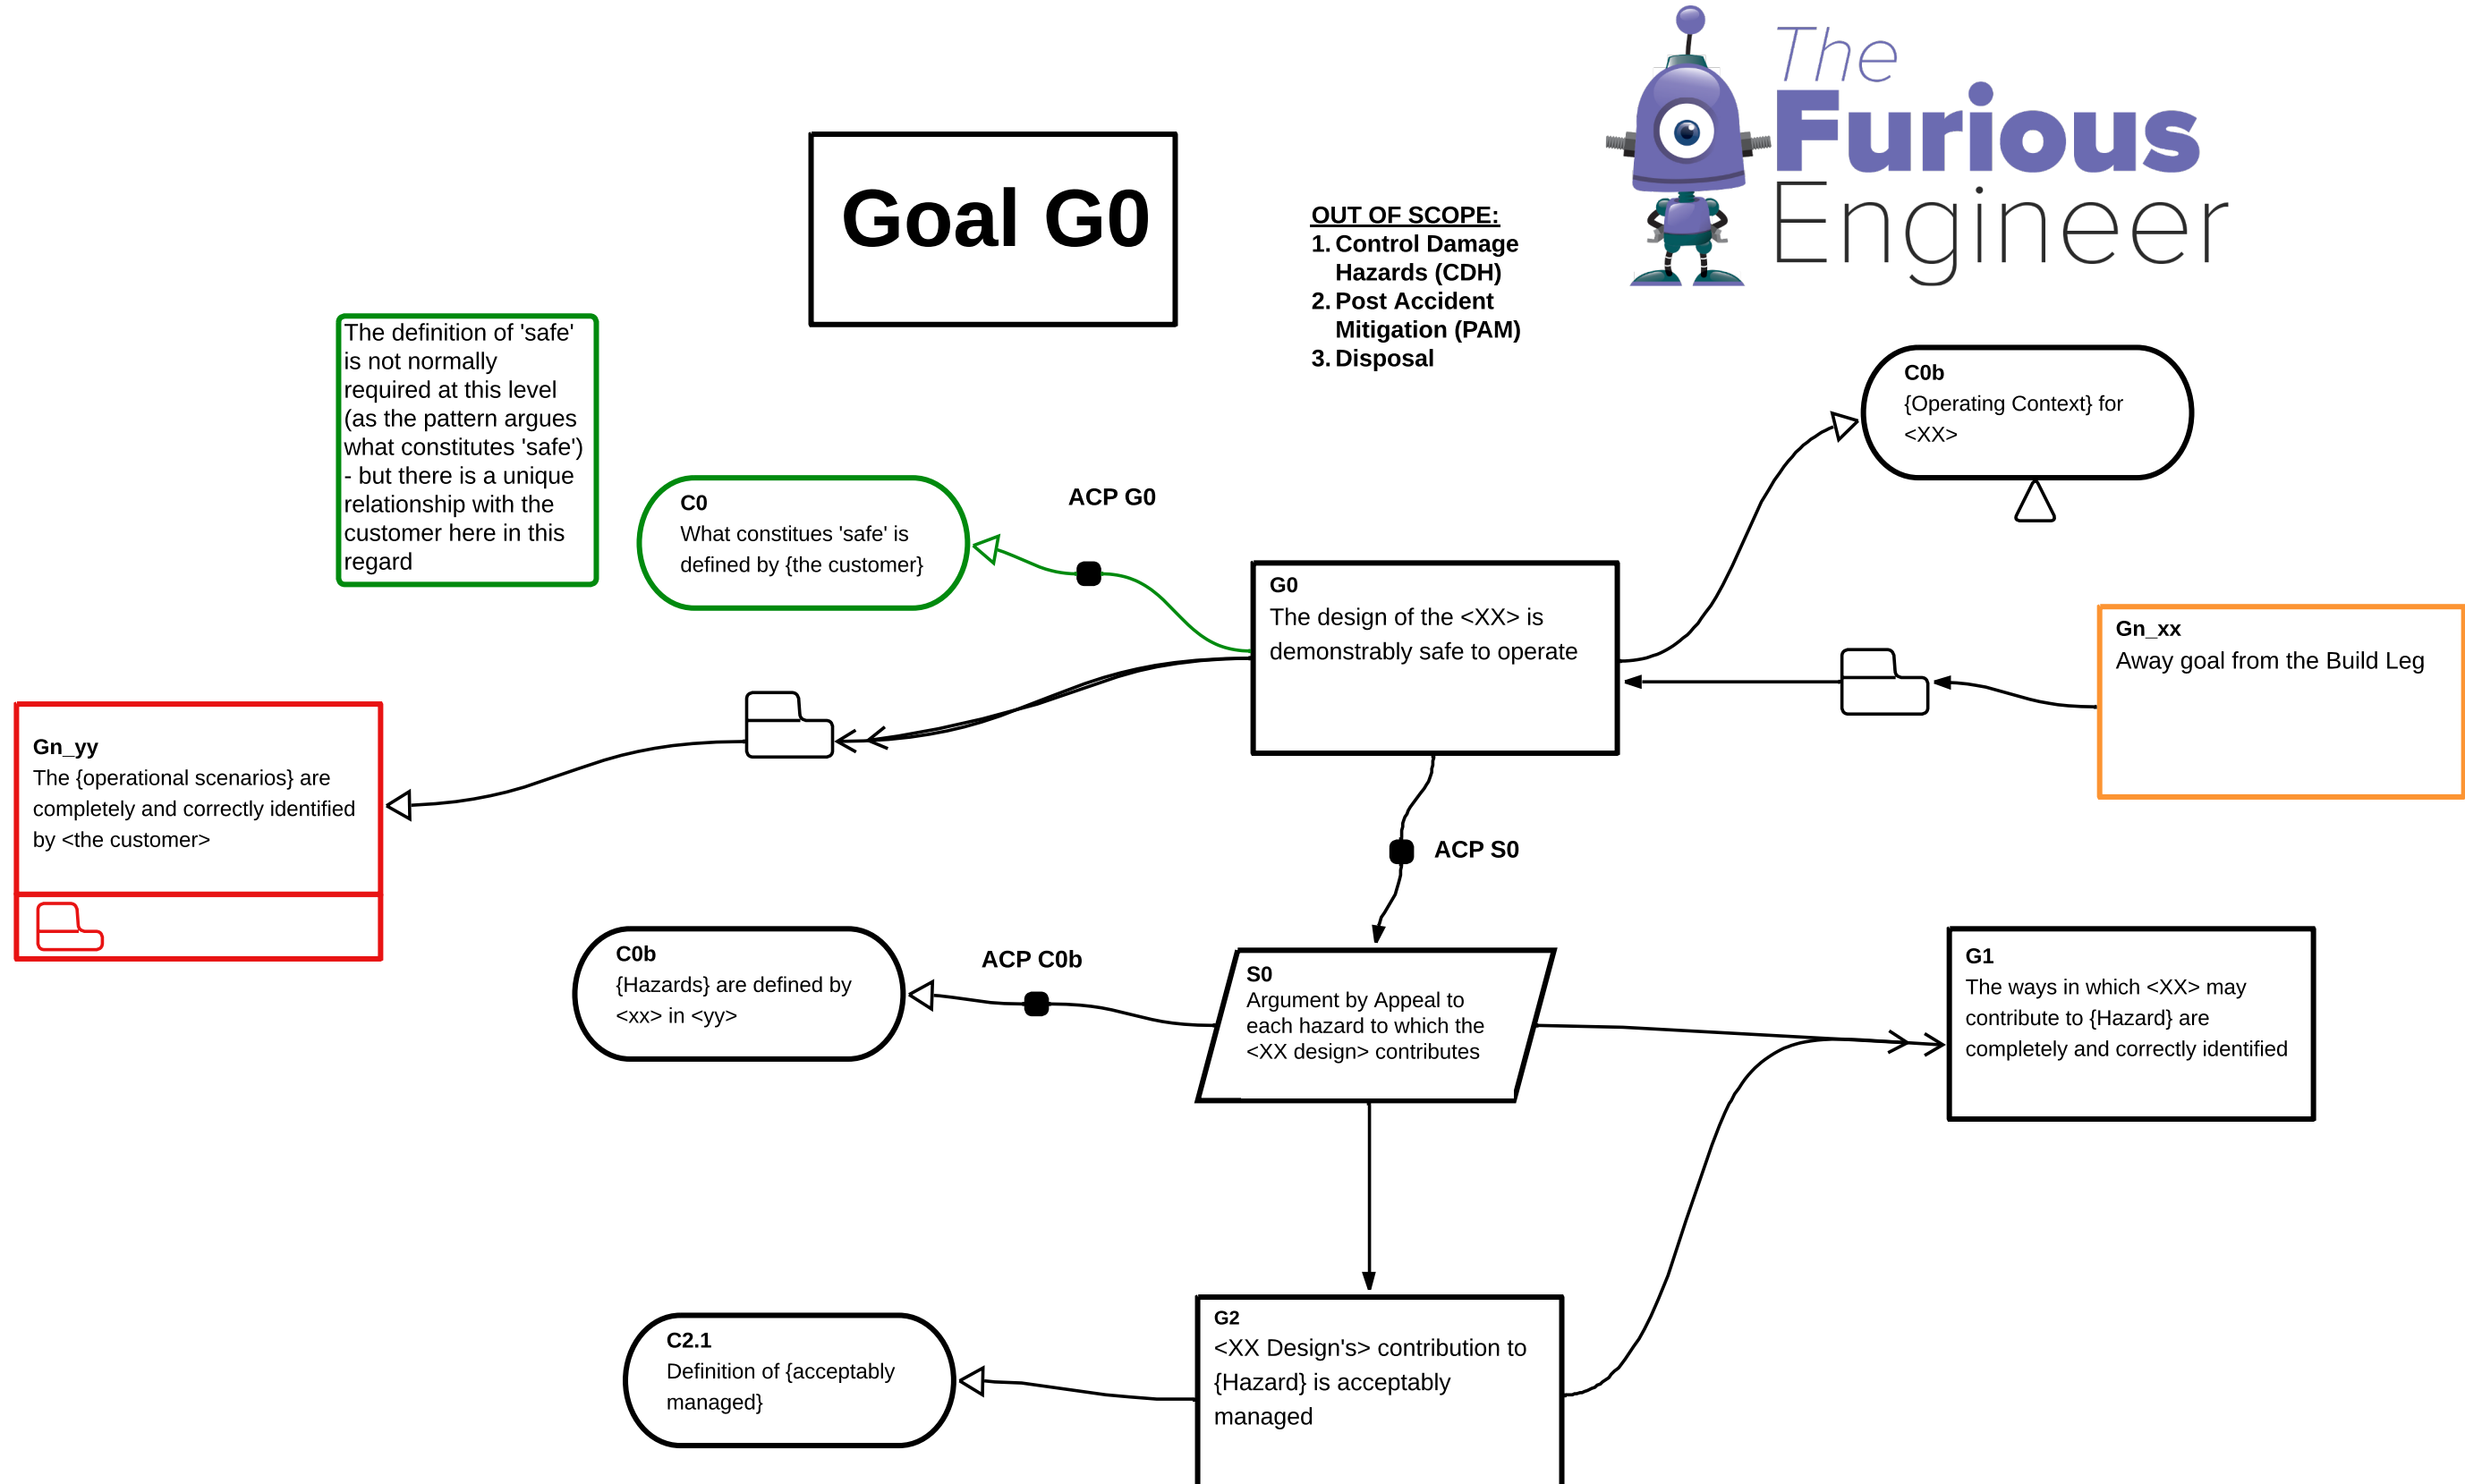 The
Furious
Engineer
Goal G0
OUT OF SCOPE:
1. Control Damage
Hazards (CDH)
2. Post Accident
Mitigation (PAM)
3. Disposal
The definition of 'safe'
is not normally
required at this level
(as the pattern argues
what constitutes 'safe')
- but there is a unique
relationship with the
customer here in this
regard
C0b
{Operating Context} for
<XX>
C0
What constitues 'safe' is
defined by {the customer}
ACP G0
G0
The design of the <XX> is
demonstrably safe to operate
Gn_xx
Away goal from the Build Leg
Gn_yy
The {operational scenarios} are
completely and correctly identified
by <the customer>
ACP S0
C0b
{Hazards} are defined by
<xx> in <yy>
ACP C0b
S0
Argument by Appeal to
each hazard to which the
<XX design> contributes
G1
The ways in which <XX> may
contribute to {Hazard} are
completely and correctly identified
C2.1
Definition of {acceptably
managed}
G2
<XX Design's> contribution to
{Hazard} is acceptably
managed